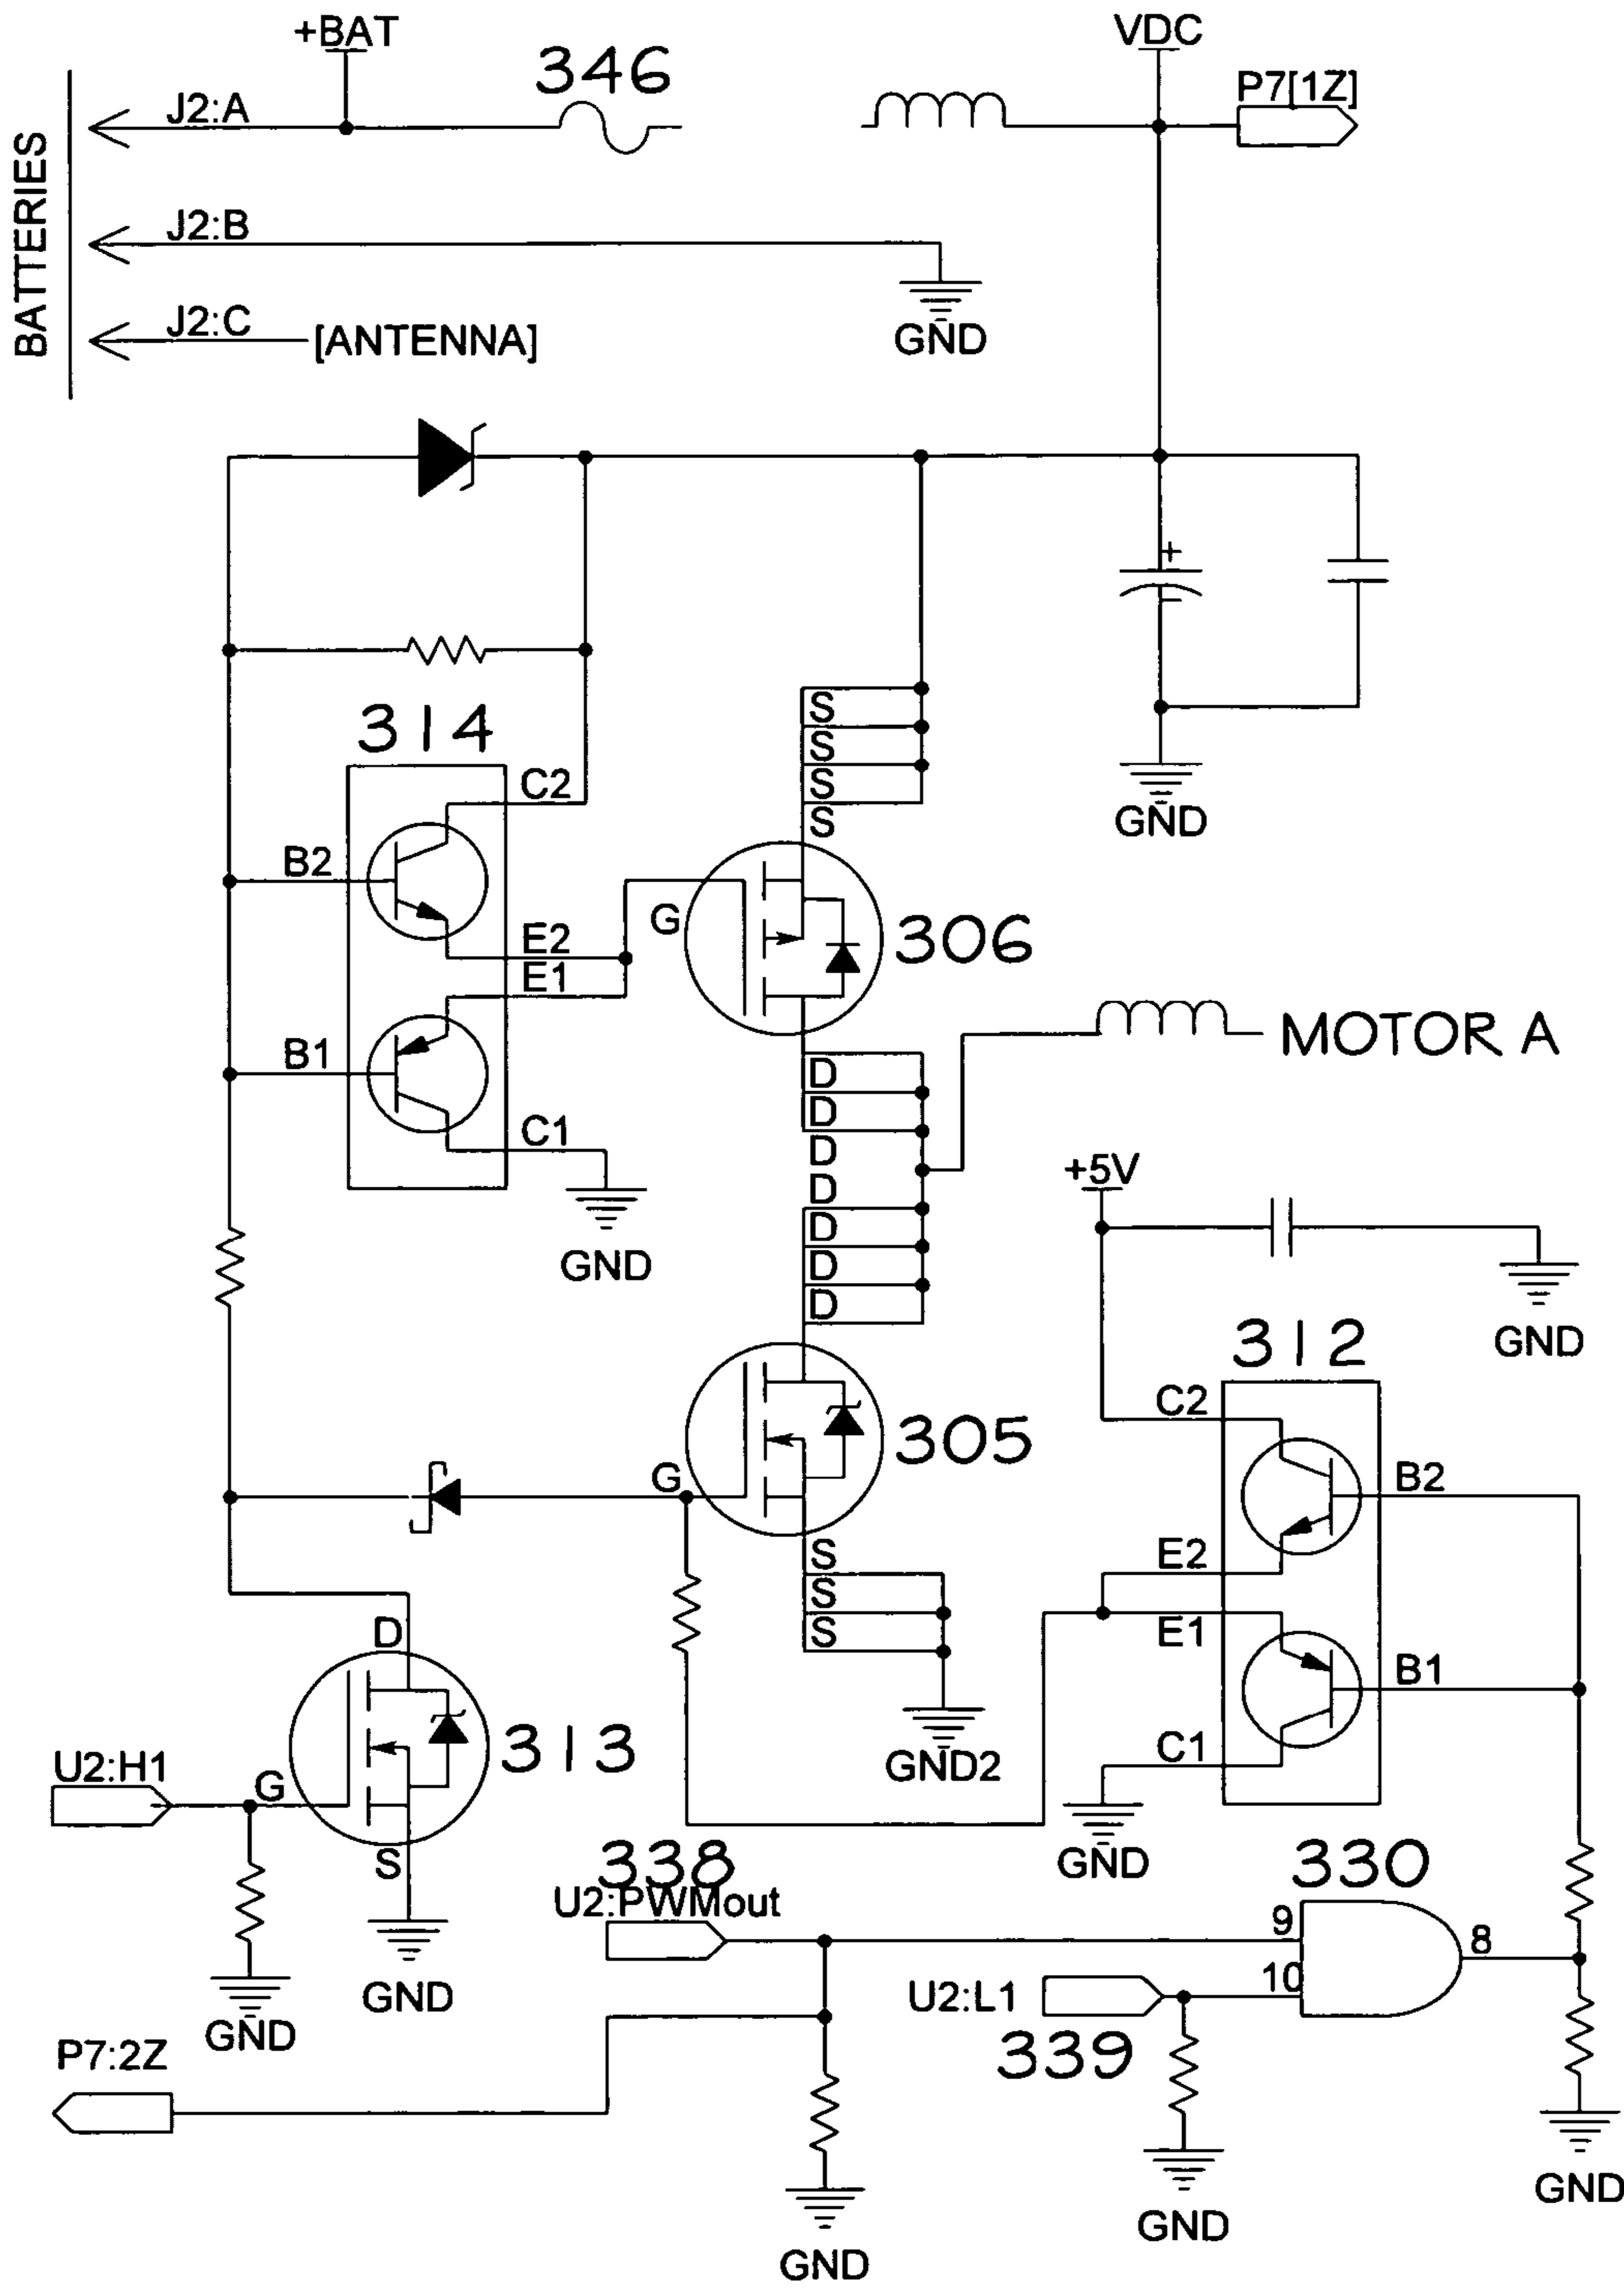 +BAT
346
VDC
P7[1Z]
J2:A
BATTERIES
J2:B
J2:C
[ANTENNA]
GND
+
−
S
S
S
S
GND
314
C2
B2
E2
E1
B1
C1
GND
G
306
D
D
D
D
D
D
D
MOTOR A
+5V
GND
312
C2
B2
E2
E1
B1
C1
GND
G
305
S
S
S
GND2
D
313
U2:H1
G
S
GND
GND
338
U2:PWMout
330
9
10
8
U2:L1
339
P7:2Z
GND
GND
GND